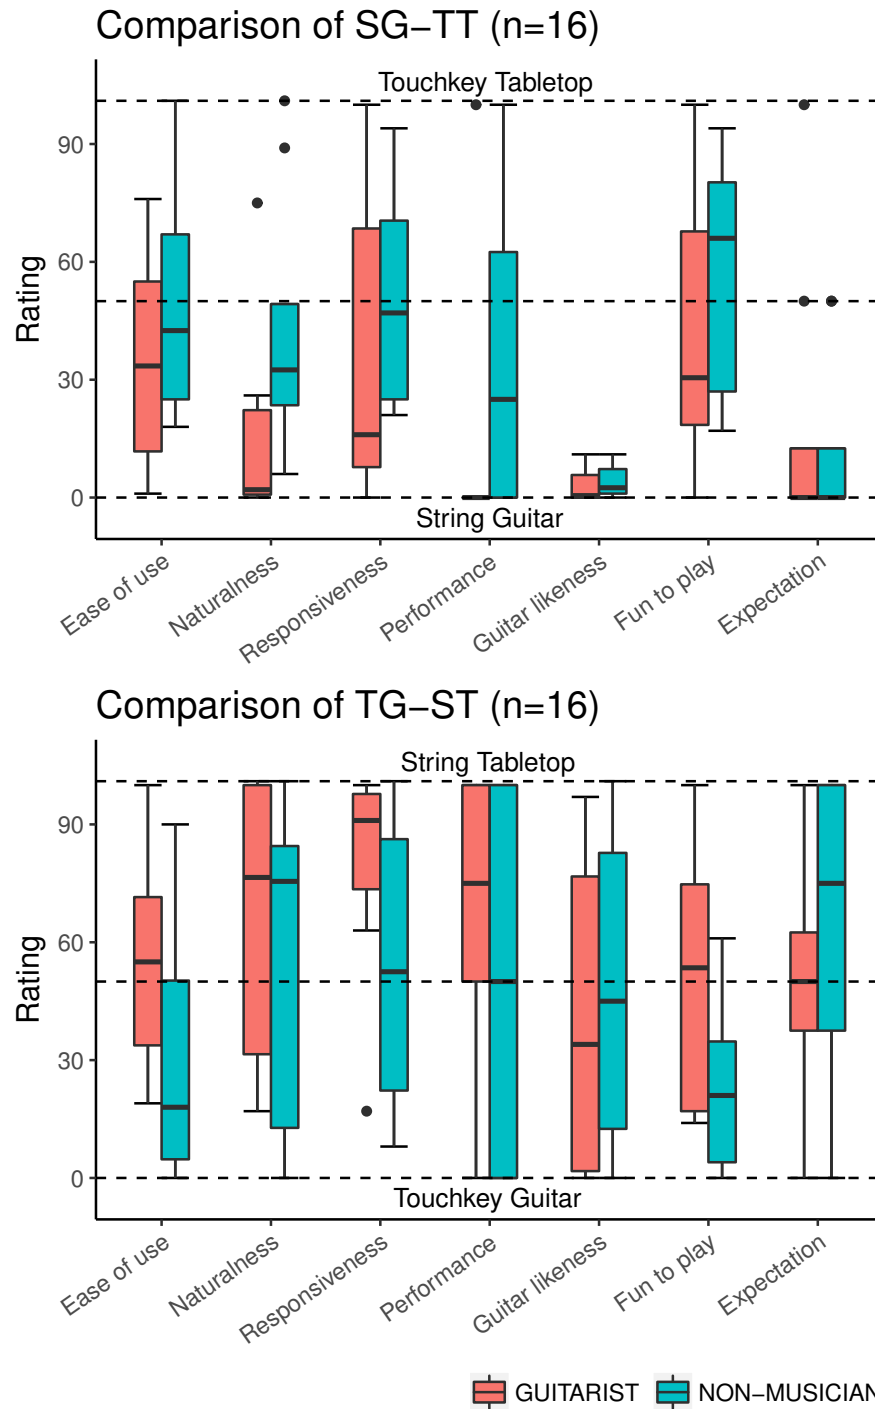 Comparison of SG−TT (n=16)
Touchkey Tabletop
90
60
30
0
Rating
String Guitar
Ease of use
Naturalness
Responsiveness
Performance
Guitar likeness
Fun to play
Expectation
Comparison of TG−ST (n=16)
String Tabletop
90
60
30
0
Rating
Touchkey Guitar
Ease of use
Naturalness
Responsiveness
Performance
Guitar likeness
Fun to play
Expectation
GUITARIST NON−MUSICIAN